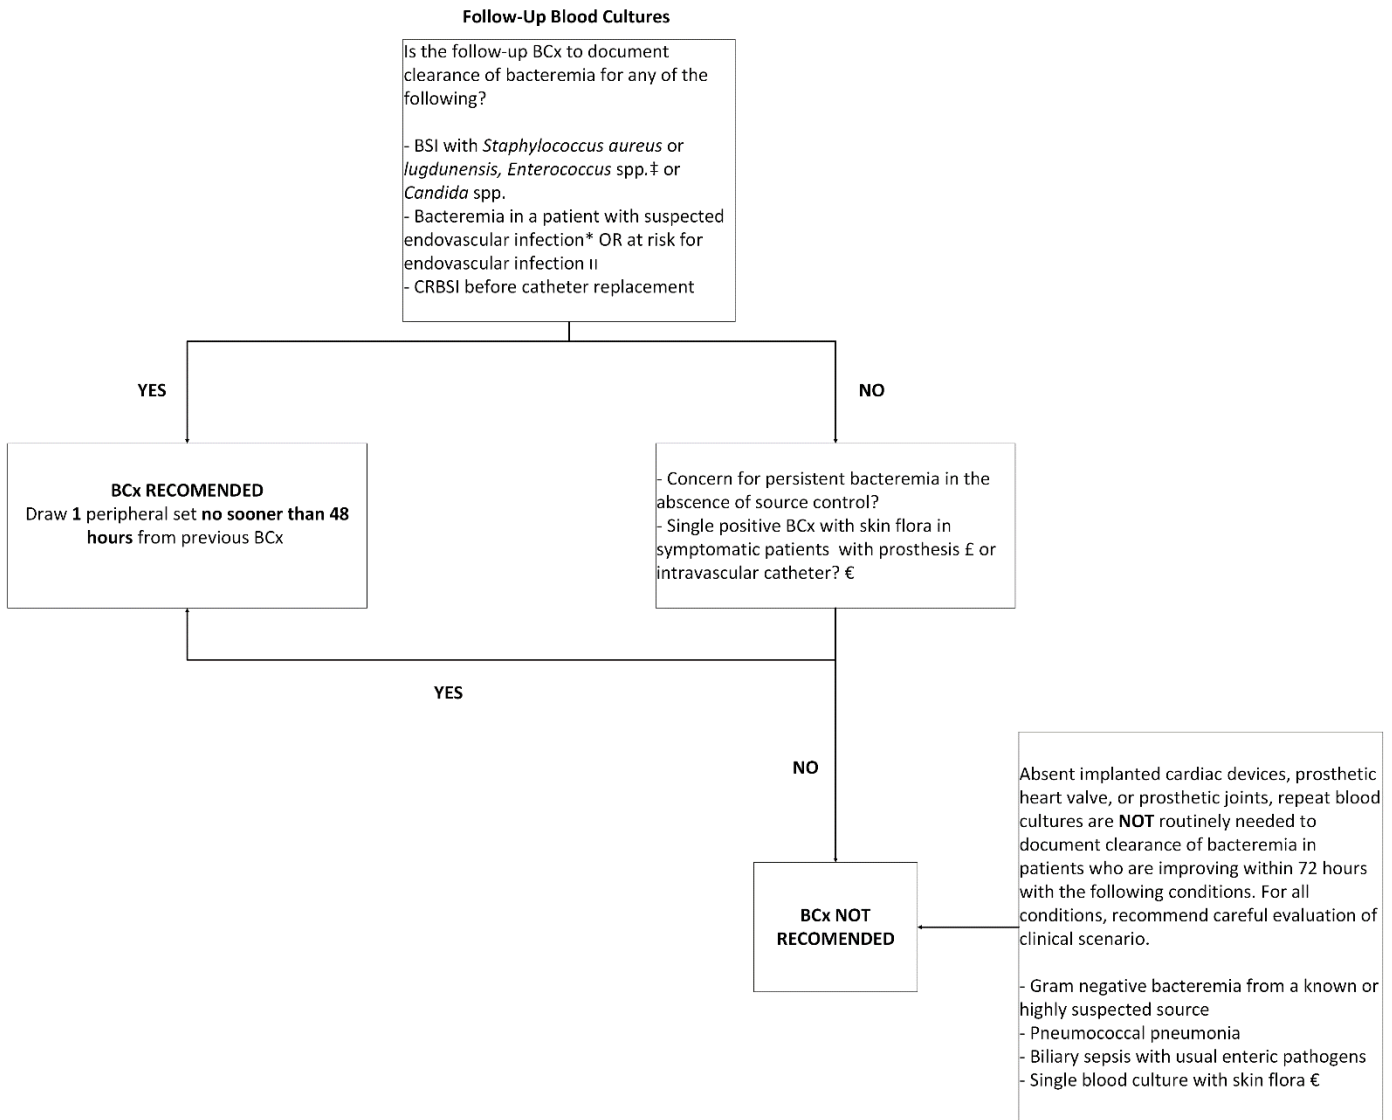 Follow-Up Blood Cultures
Is the follow-up BCx to document
clearance of bacteremia for any of the
following?
- BSI with Staphylococcus aureus or
lugdunensis, Enterococcus spp.‡ or
Candida spp.
- Bacteremia in a patient with suspected
endovascular infection* OR at risk for
endovascular infection ıı
- CRBSI before catheter replacement
YES
NO
BCx RECOMENDED
Draw 1 peripheral set no sooner than 48
hours from previous BCx
- Concern for persistent bacteremia in the
abscence of source control?
- Single positive BCx with skin flora in
symptomatic patients with prosthesis £ or
intravascular catheter? €
YES
NO
BCx NOT
RECOMENDED
Absent implanted cardiac devices, prosthetic
heart valve, or prosthetic joints, repeat blood
cultures are NOT routinely needed to
document clearance of bacteremia in
patients who are improving within 72 hours
with the following conditions. For all
conditions, recommend careful evaluation of
clinical scenario.
- Gram negative bacteremia from a known or
highly suspected source
- Pneumococcal pneumonia
- Biliary sepsis with usual enteric pathogens
- Single blood culture with skin flora €